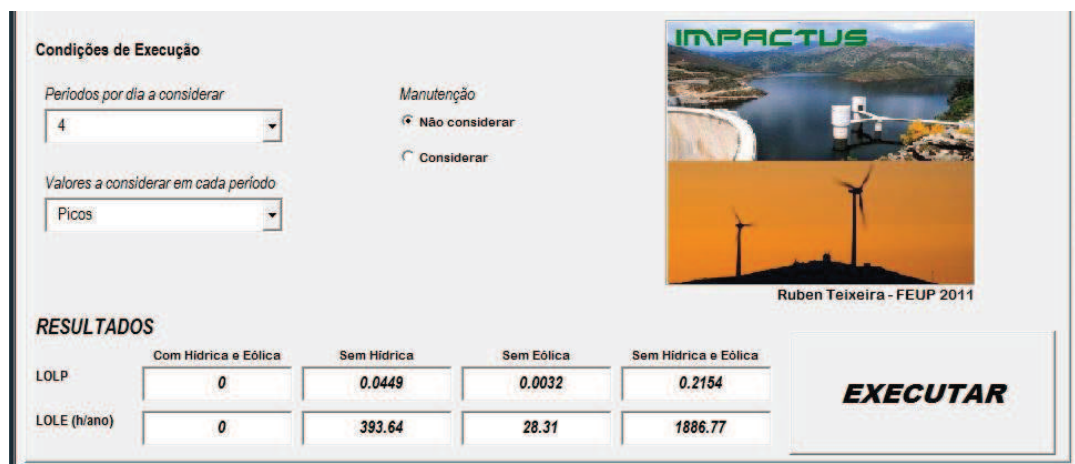 IMPACTUS
Condições de Execução
Períodos por dia a considerar
4
Manutenção
Não considerar
Considerar
Valores a considerar em cada período
Picos
Ruben Teixeira - FEUP 2011
RESULTADOS
Com Hídrica e Eólica Sem Hídrica Sem Eólica Sem Hídrica e Eólica
LOLP 0 0.0449 0.0032 0.2154
LOLE (h/ano) 0 393.64 28.31 1886.77
EXECUTAR